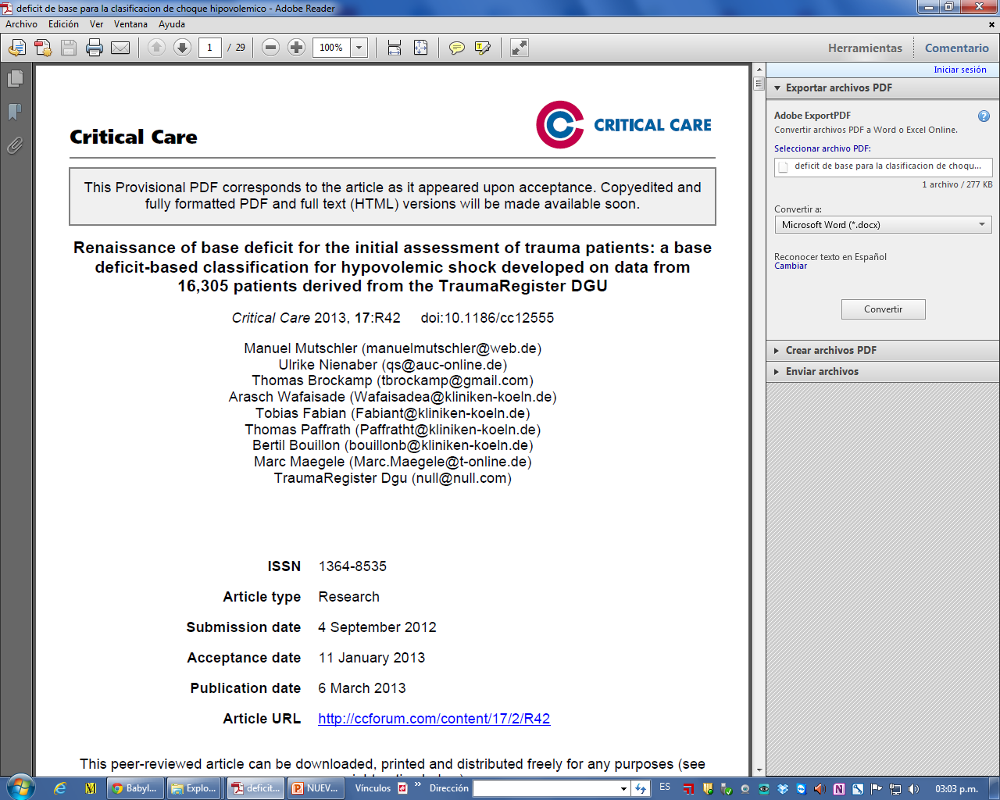 deficit de base para la clasificacion de choque hipovolemico - Adobe Reader
Archivo Edición Ver Ventana Ayuda
1 / 29 100% Herramientas Comentario
Iniciar sesión
Exportar archivos PDF
Adobe ExportPDF
Convertir archivos PDF a Word o Excel Online.
Seleccionar archivo PDF:
deficit de base para la clasificacion de choqu...
1 archivo / 277 KB
Convertir a:
Microsoft Word (*.docx)
Reconocer texto en Español
Cambiar
Convertir
Crear archivos PDF
Enviar archivos
Critical Care
CRITICAL CARE
This Provisional PDF corresponds to the article as it appeared upon acceptance. Copyedited and
fully formatted PDF and full text (HTML) versions will be made available soon.
Renaissance of base deficit for the initial assessment of trauma patients: a base
deficit-based classification for hypovolemic shock developed on data from
16,305 patients derived from the TraumaRegister DGU
Critical Care 2013, 17:R42 doi:10.1186/cc12555
Manuel Mutschler (manuelmutschler@web.de)
Ulrike Nienaber (qs@auc-online.de)
Thomas Brockamp (tbrockamp@gmail.com)
Arasch Wafaisade (Wafaisadea@kliniken-koeln.de)
Tobias Fabian (Fabiant@kliniken-koeln.de)
Thomas Paffrath (Paffratht@kliniken-koeln.de)
Bertil Bouillon (bouillonb@kliniken-koeln.de)
Marc Maegele (Marc.Maegele@t-online.de)
TraumaRegister Dgu (null@null.com)
ISSN 1364-8535
Article type Research
Submission date 4 September 2012
Acceptance date 11 January 2013
Publication date 6 March 2013
Article URL http://ccforum.com/content/17/2/R42
This peer-reviewed article can be downloaded, printed and distributed freely for any purposes (see
Babyl... Explo... deficit... NUEV... Vínculos » Dirección ES 03:03 p.m.